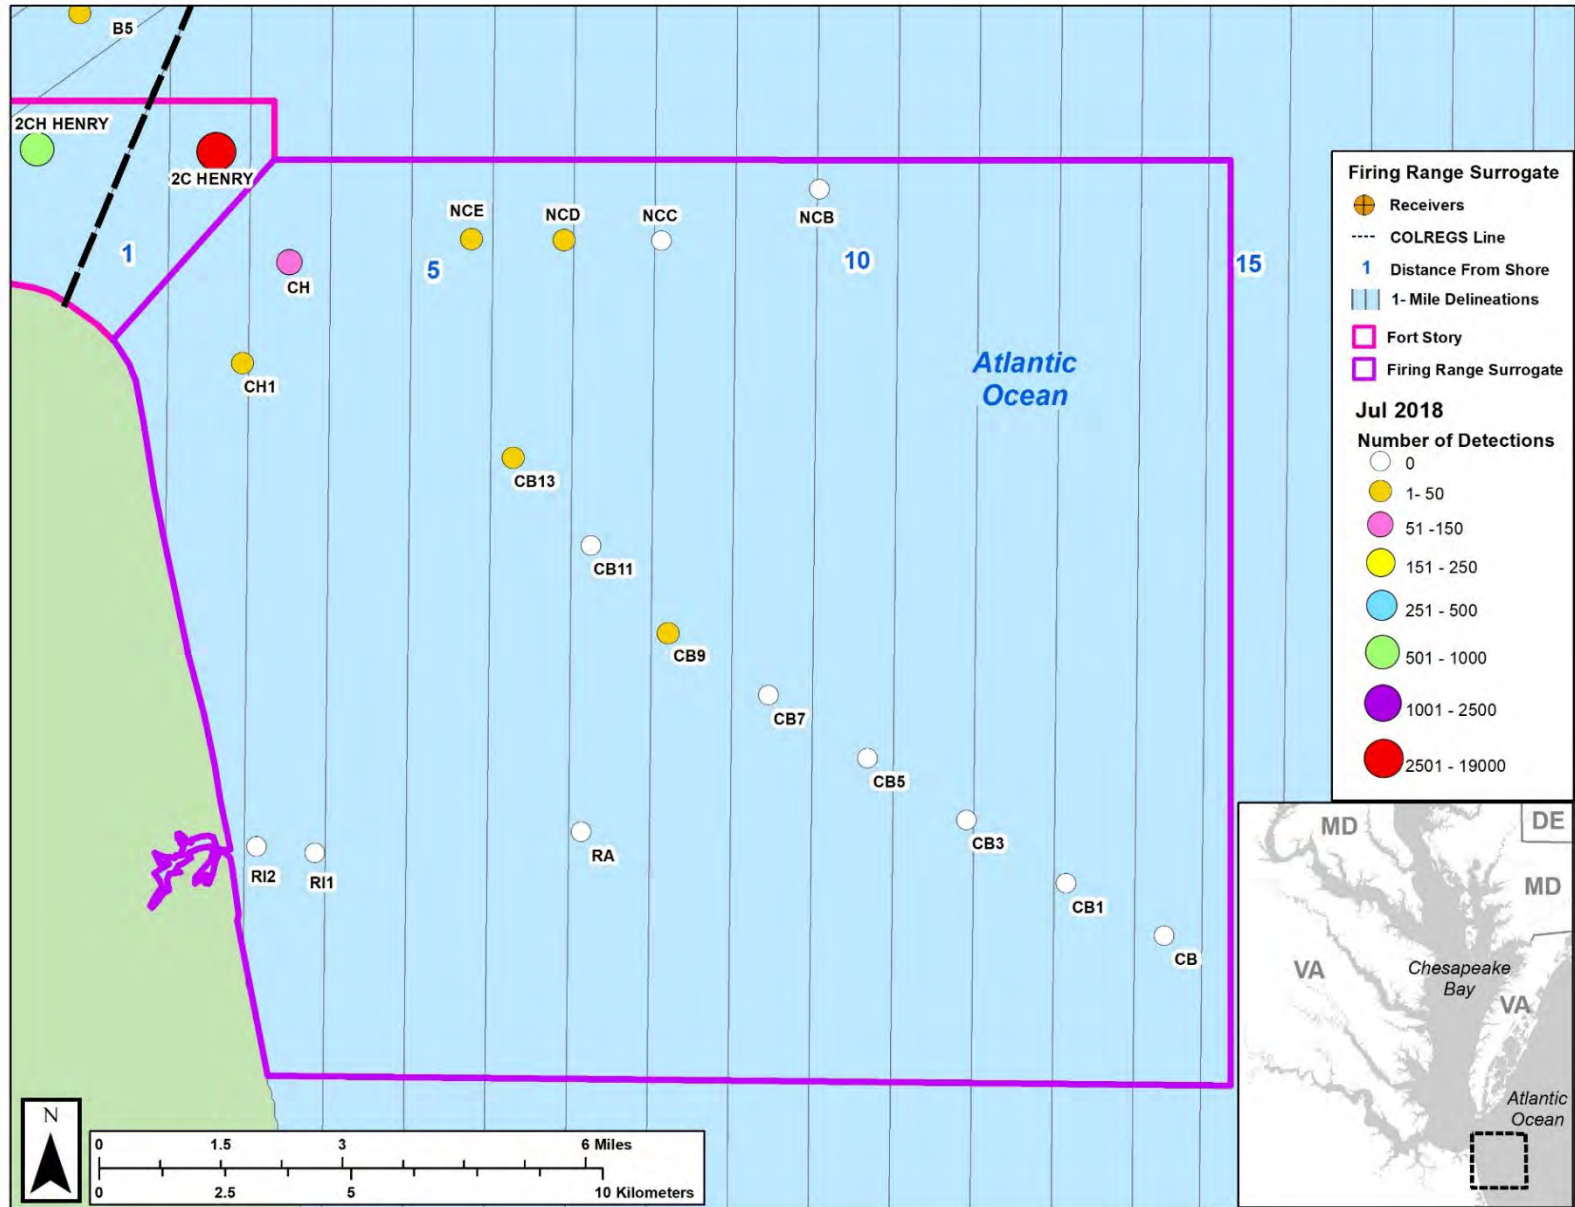 B5
2CH HENRY
2C HENRY
NCE
NCD
NCC
NCB
1
5
10
15
CH
CH1
Atlantic
Ocean
CB13
CB11
CB9
CB7
CB5
CB3
CB1
CB
RI2
RI1
RA
N
0 1.5 3 6 Miles
0 2.5 5 10 Kilometers
Firing Range Surrogate
Receivers
COLREGS Line
1 Distance From Shore
1- Mile Delineations
Fort Story
Firing Range Surrogate
Jul 2018
Number of Detections
0
1- 50
51 -150
151 - 250
251 - 500
501 - 1000
1001 - 2500
2501 - 19000
MD
DE
MD
VA
Chesapeake
Bay
VA
Atlantic
Ocean